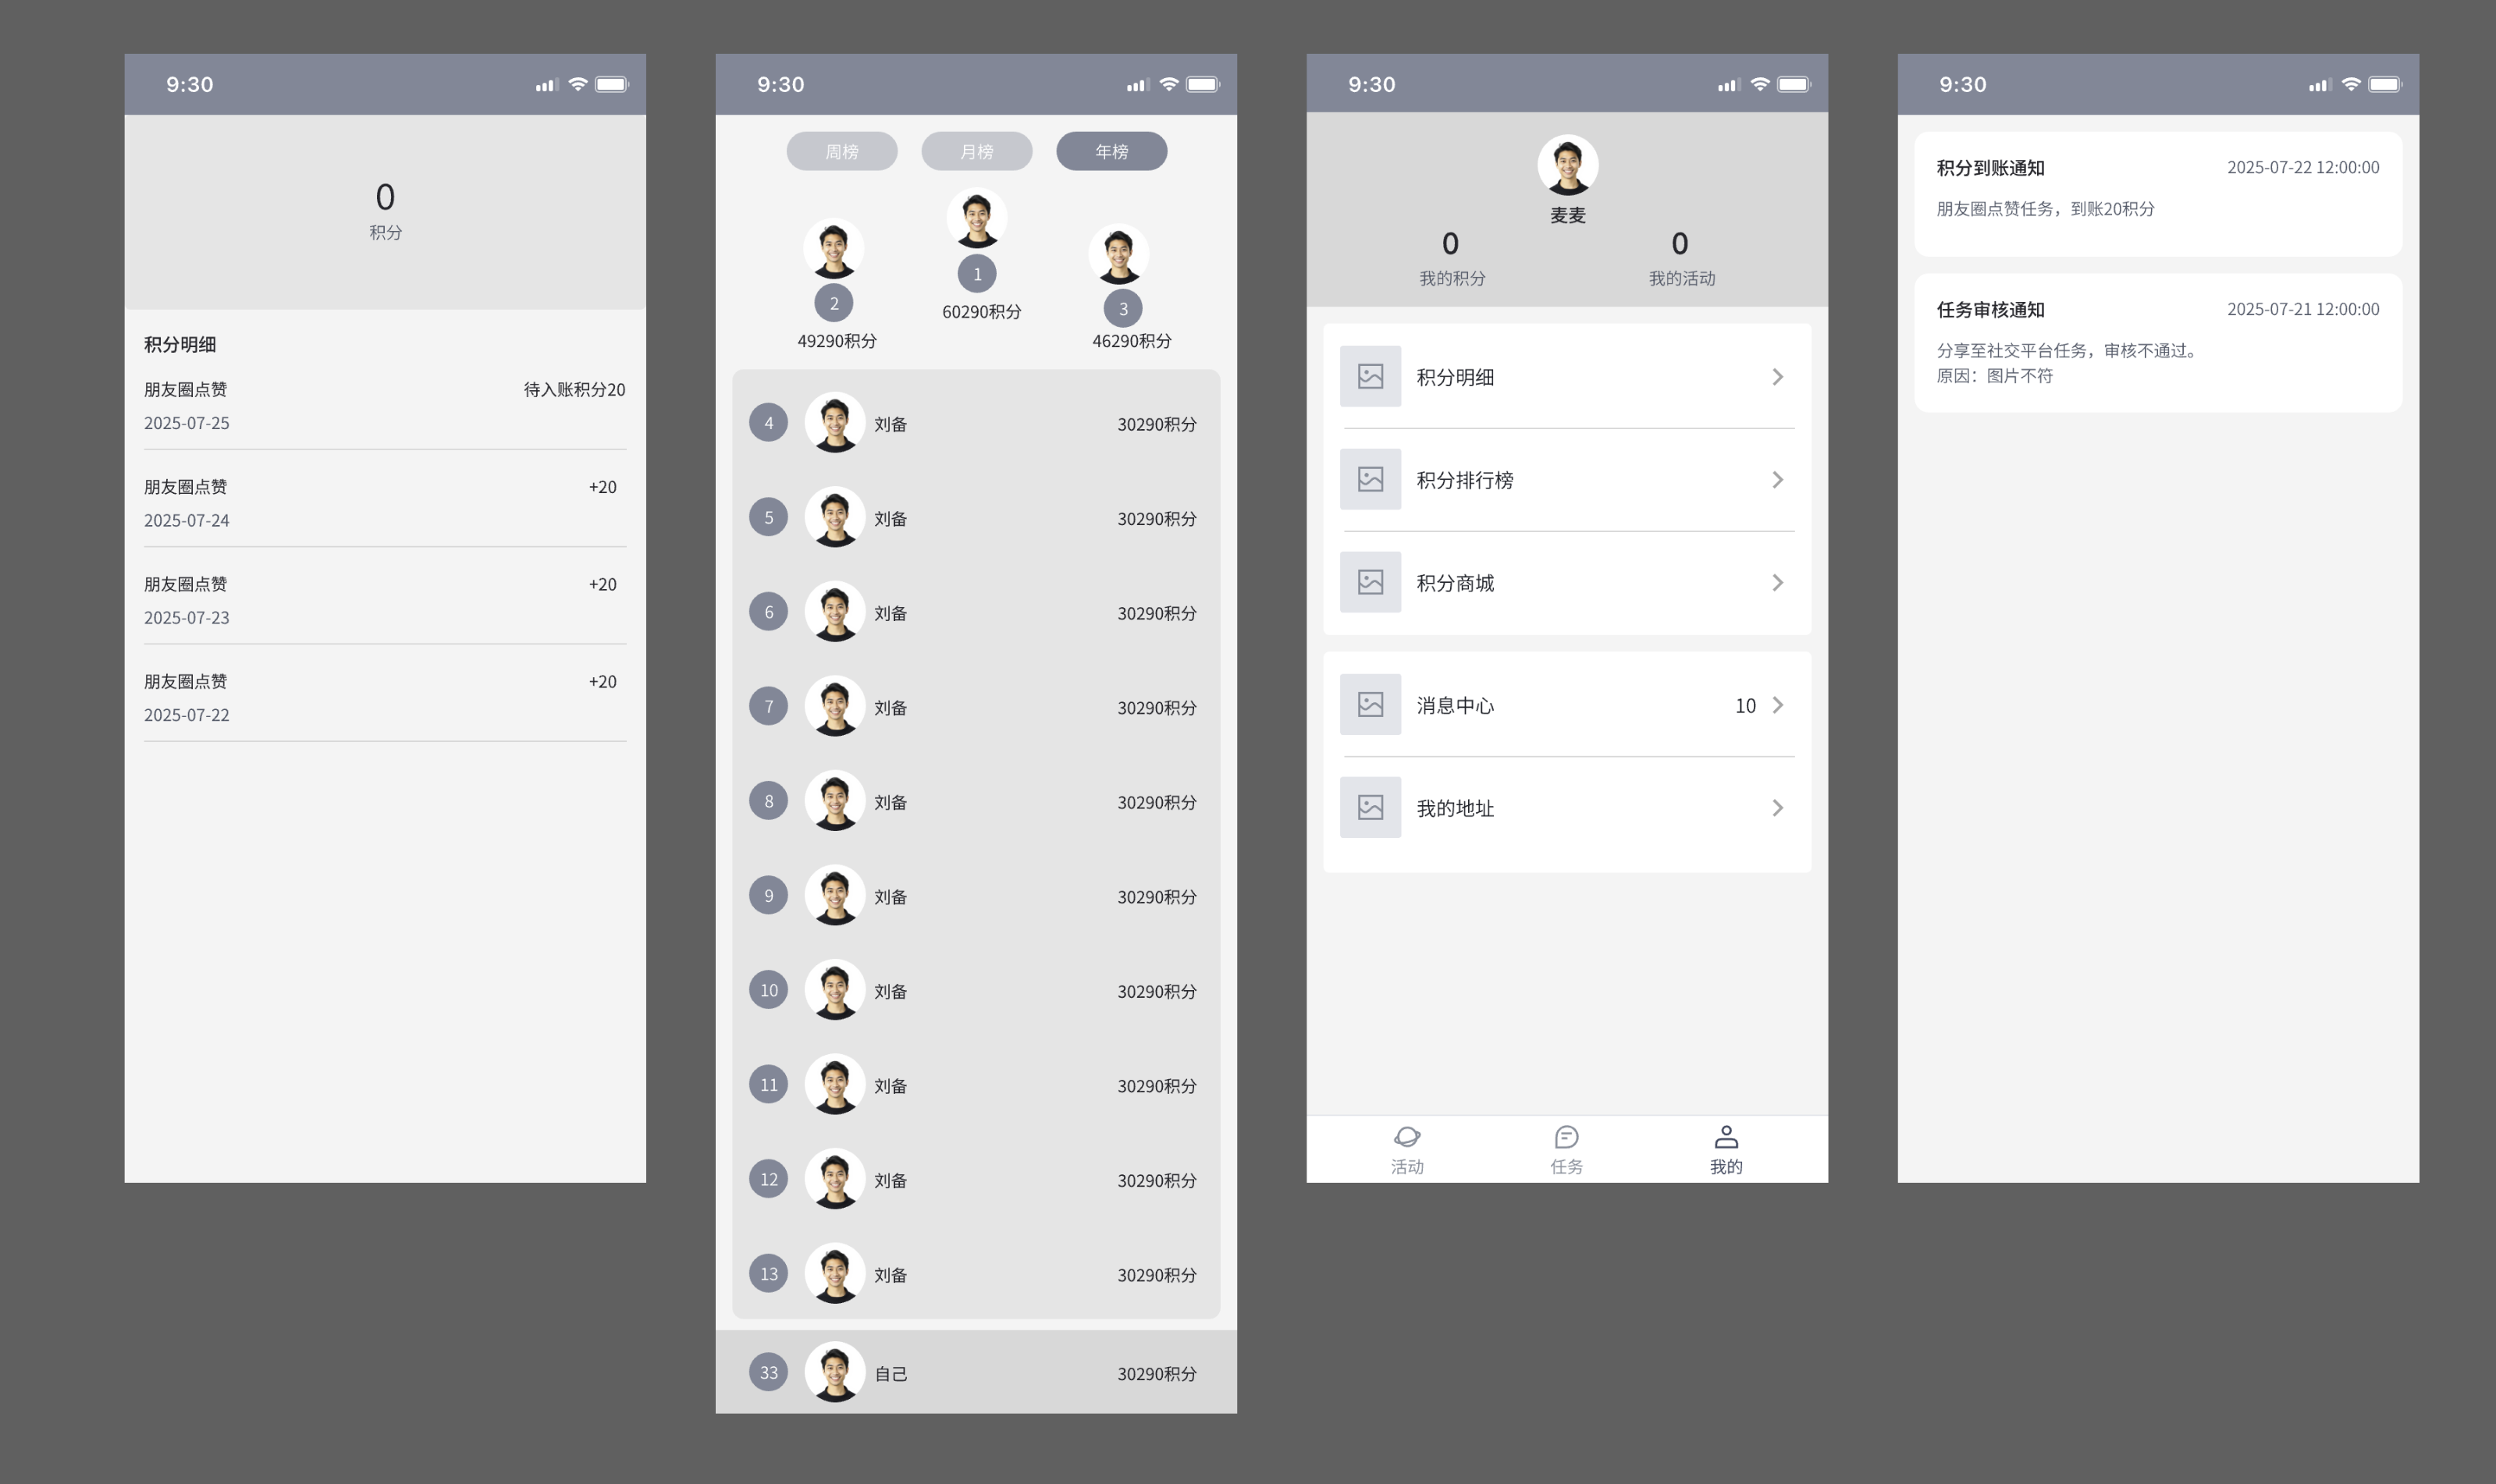 9:30
0
积分
积分明细
朋友圈点赞 待入账积分20
2025-07-25
朋友圈点赞 +20
2025-07-24
朋友圈点赞 +20
2025-07-23
朋友圈点赞 +20
2025-07-22
9:30
周榜 月榜 年榜
1
60290积分
2
49290积分
3
46290积分
4 刘备 30290积分
5 刘备 30290积分
6 刘备 30290积分
7 刘备 30290积分
8 刘备 30290积分
9 刘备 30290积分
10 刘备 30290积分
11 刘备 30290积分
12 刘备 30290积分
13 刘备 30290积分
33 自己 30290积分
9:30
麦麦
0 0
我的积分 我的活动
积分明细
积分排行榜
积分商城
消息中心 10
我的地址
活动 任务 我的
9:30
积分到账通知 2025-07-22 12:00:00
朋友圈点赞任务，到账20积分
任务审核通知 2025-07-21 12:00:00
分享至社交平台任务，审核不通过。
原因：图片不符